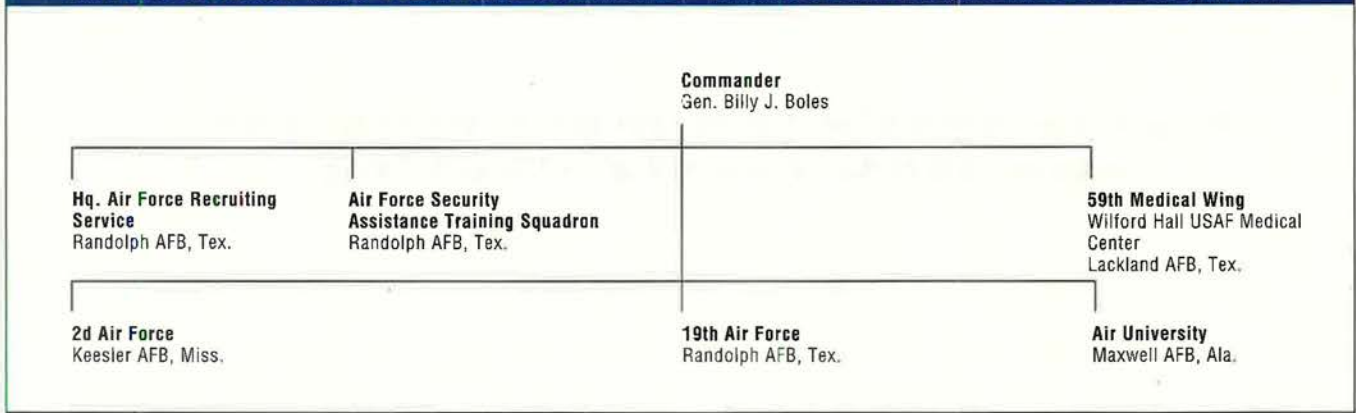 Commander
Gen. Billy J. Boles
Hq. Air Force Recruiting
Service
Randolph AFB, Tex.
Air Force Security
Assistance Training Squadron
Randolph AFB, Tex.
59th Medical Wing
Wilford Hall USAF Medical
Center
Lackland AFB, Tex.
2d Air Force
Keesler AFB, Miss.
19th Air Force
Randolph AFB, Tex.
Air University
Maxwell AFB, Ala.